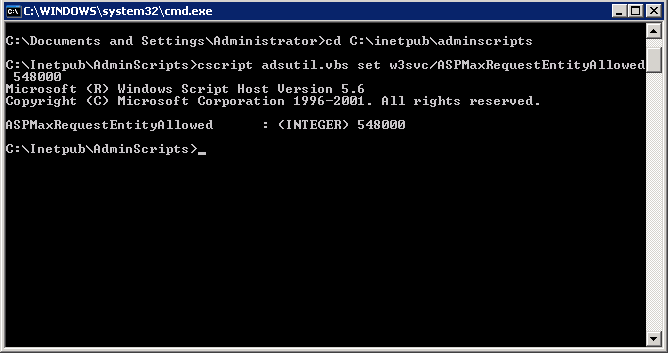 C:\WINDOWS\system32\cmd.exe
C:\Documents and Settings\Administrator>cd C:\inetpub\adminscripts
C:\Inetpub\AdminScripts>cscript adsutil.vbs set w3svc/ASPMaxRequestEntityAllowed
 548000
Microsoft (R) Windows Script Host Version 5.6
Copyright (C) Microsoft Corporation 1996-2001. All rights reserved.
ASPMaxRequestEntityAllowed      : (INTEGER) 548000
C:\Inetpub\AdminScripts>_